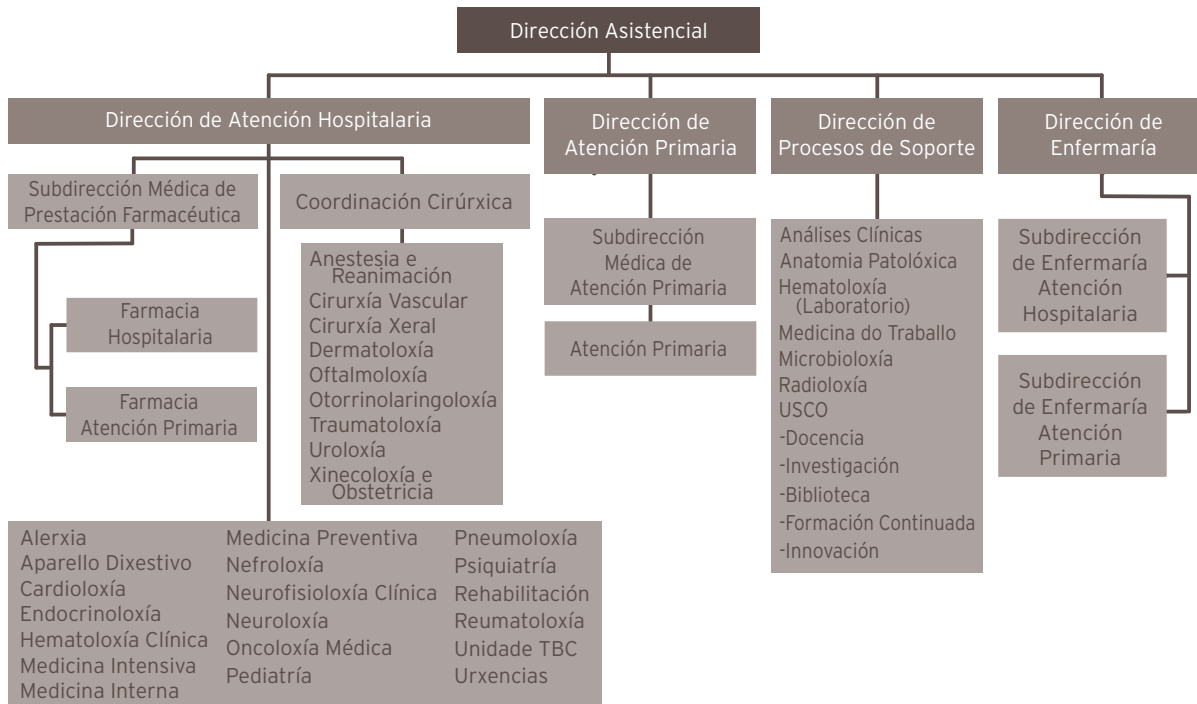 Dirección Asistencial
Dirección de Atención Hospitalaria
Subdirección Médica de
Prestación Farmacéutica
Farmacia
Hospitalaria
Farmacia
Atención Primaria
Coordinación Cirúrxica
Anestesia e
Reanimación
Cirurxía Vascular
Cirurxía Xeral
Dermatoloxía
Oftalmoloxía
Otorrinolaringoloxía
Traumatoloxía
Uroloxía
Xinecoloxía e
Obstetricia
Alerxia
Aparello Dixestivo
Cardioloxía
Endocrinoloxía
Hematoloxía Clínica
Medicina Intensiva
Medicina Interna
Medicina Preventiva
Nefroloxía
Neurofisioloxía Clínica
Neuroloxía
Oncoloxía Médica
Pediatría
Pneumoloxía
Psiquiatría
Rehabilitación
Reumatoloxía
Unidade TBC
Urxencias
Dirección de
Atención Primaria
Subdirección
Médica de
Atención Primaria
Atención Primaria
Dirección de
Procesos de Soporte
Análises Clínicas
Anatomia Patolóxica
Hematoloxía
(Laboratorio)
Medicina do Traballo
Microbioloxía
Radioloxía
USCO
-Docencia
-Investigación
-Biblioteca
-Formación Continuada
-Innovación
Dirección de
Enfermaría
Subdirección
de Enfermaría
Atención
Hospitalaria
Subdirección
de Enfermaría
Atención
Primaria